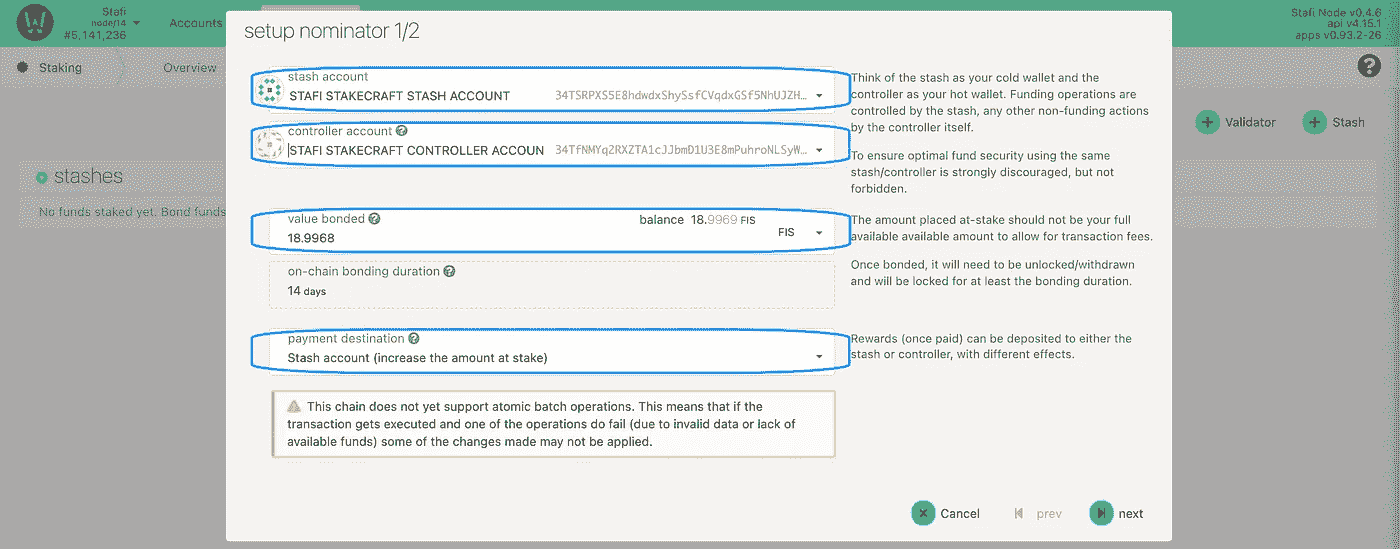 Stafi
node/14
#5,141,236
Accounts
Stafi Node v0.4.6
api v4.15.1
apps v0.93.2-26
Staking
Overview
setup nominator 1/2
stash account
STAFI STAKECRAFT STASH ACCOUNT 34TSRPXS5E8hdwdxShySsfCVqdxGSf5NhUJZH...
controller account
STAFI STAKECRAFT CONTROLLER ACCOUN 34TfNMYq2RXZTA1cJJbmD1U3E8mPuhroNLSyW...
Think of the stash as your cold wallet and the
controller as your hot wallet. Funding operations are
controlled by the stash, any other non-funding actions
by the controller itself.
To ensure optimal fund security using the same
stash/controller is strongly discouraged, but not
forbidden.
Validator
Stash
stashes
No funds staked yet. Bond funds
value bonded
balance 18.9969 FIS
18.9968
FIS
The amount placed at-stake should not be your full
available available amount to allow for transaction fees.
on-chain bonding duration
14 days
Once bonded, it will need to be unlocked/withdrawn
and will be locked for at least the bonding duration.
payment destination
Stash account (increase the amount at stake)
Rewards (once paid) can be deposited to either the
stash or controller, with different effects.
This chain does not yet support atomic batch operations. This means that if the
transaction gets executed and one of the operations do fail (due to invalid data or lack of
available funds) some of the changes made may not be applied.
Cancel
prev
next